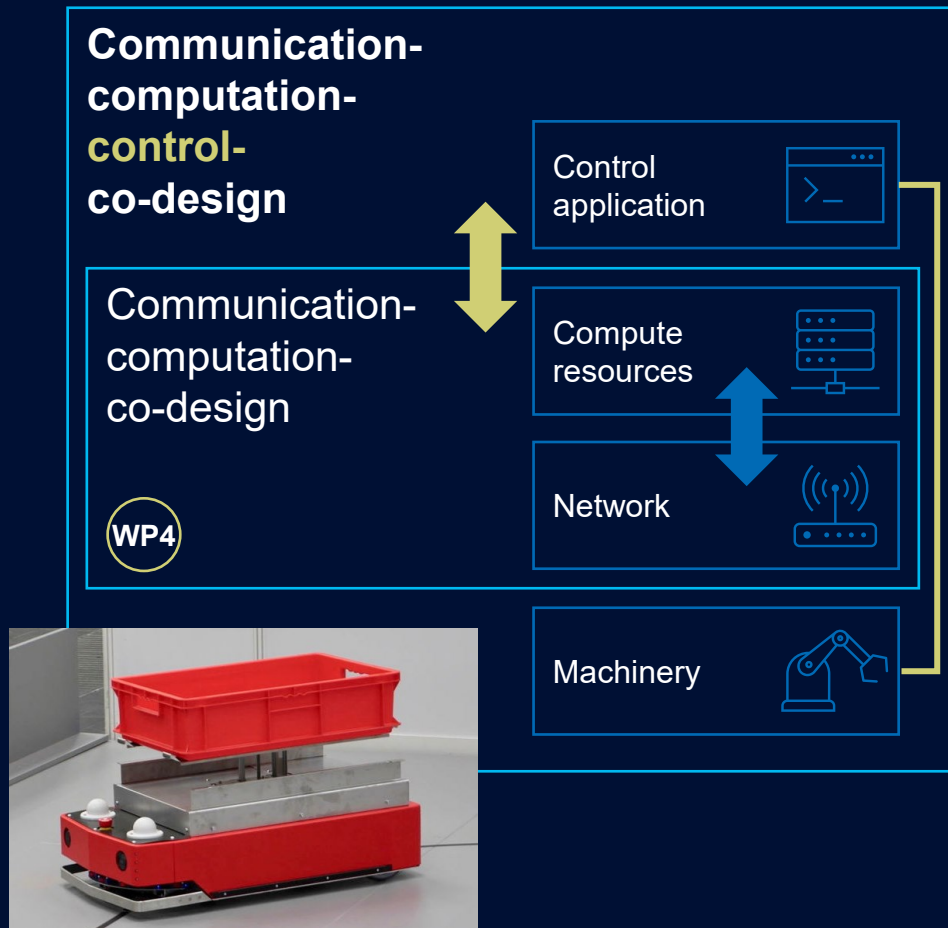 Communication-
computation-
control-
co-design
Control
application
Communication-
computation-
co-design
Compute
resources
Network
WP4
Machinery